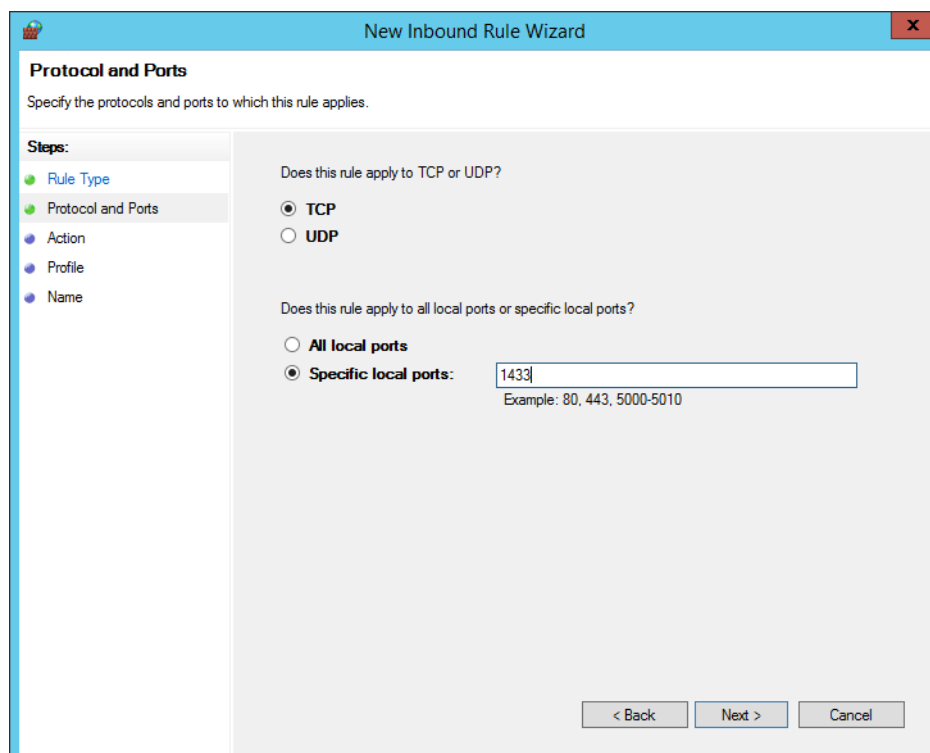 New Inbound Rule Wizard
x
Protocol and Ports
Specify the protocols and ports to which this rule applies.
Steps:
Rule Type
Protocol and Ports
Action
Profile
Name
Does this rule apply to TCP or UDP?
TCP
UDP
Does this rule apply to all local ports or specific local ports?
All local ports
Specific local ports: 1433
Example: 80, 443, 5000-5010
< Back Next > Cancel